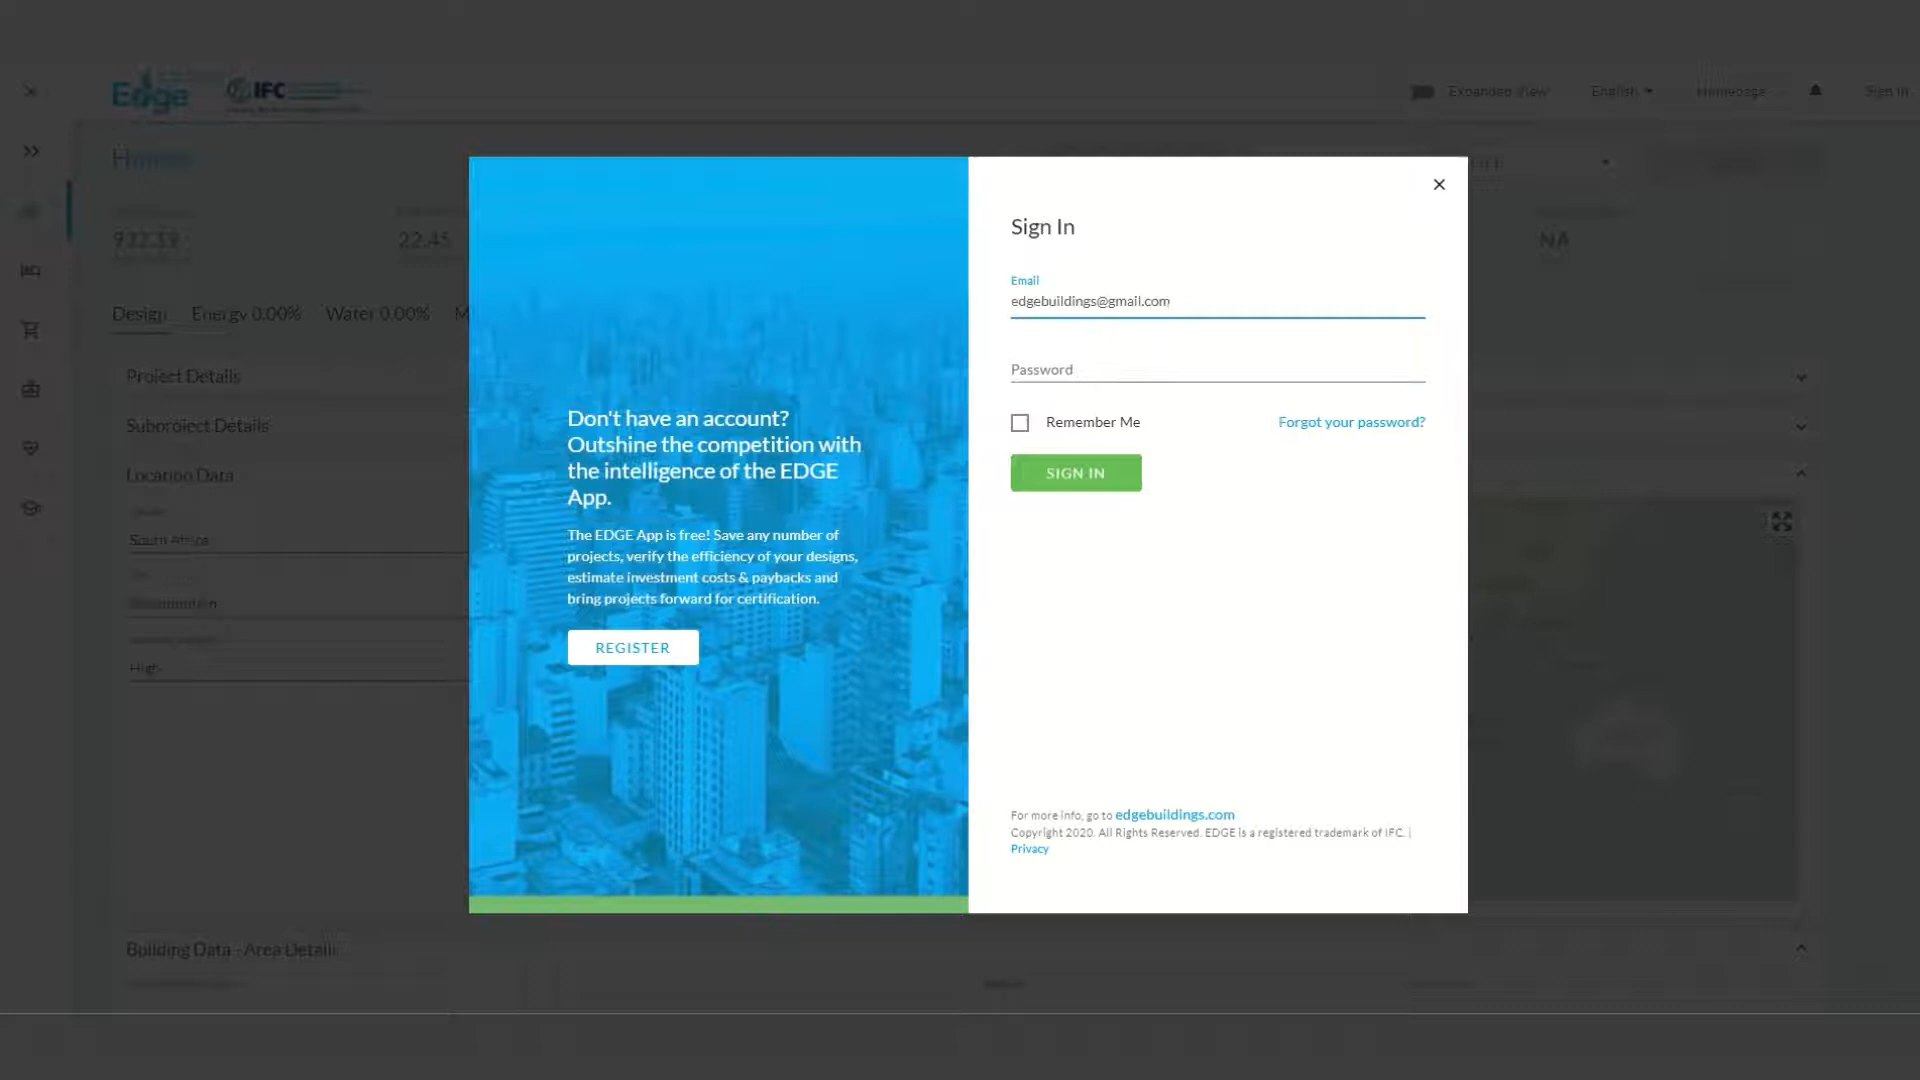 Edge
IFC
Expanded View
English
Homepage
Sign In
NA
22.45
Design
Energy 0.00%
Water 0.00%
Project Details
Subproject Details
Location Data
South Africa
High
Building Data - Area Details
Don't have an account?
Outshine the competition with
the intelligence of the EDGE
App.
The EDGE App is free! Save any number of
projects, verify the efficiency of your designs,
estimate investment costs & paybacks and
bring projects forward for certification.
REGISTER
Sign In
Email
edgebuildings@gmail.com
Password
Remember Me
Forgot your password?
SIGN IN
For more info, go to edgebuildings.com
Copyright 2020. All Rights Reserved. EDGE is a registered trademark of IFC. |
Privacy